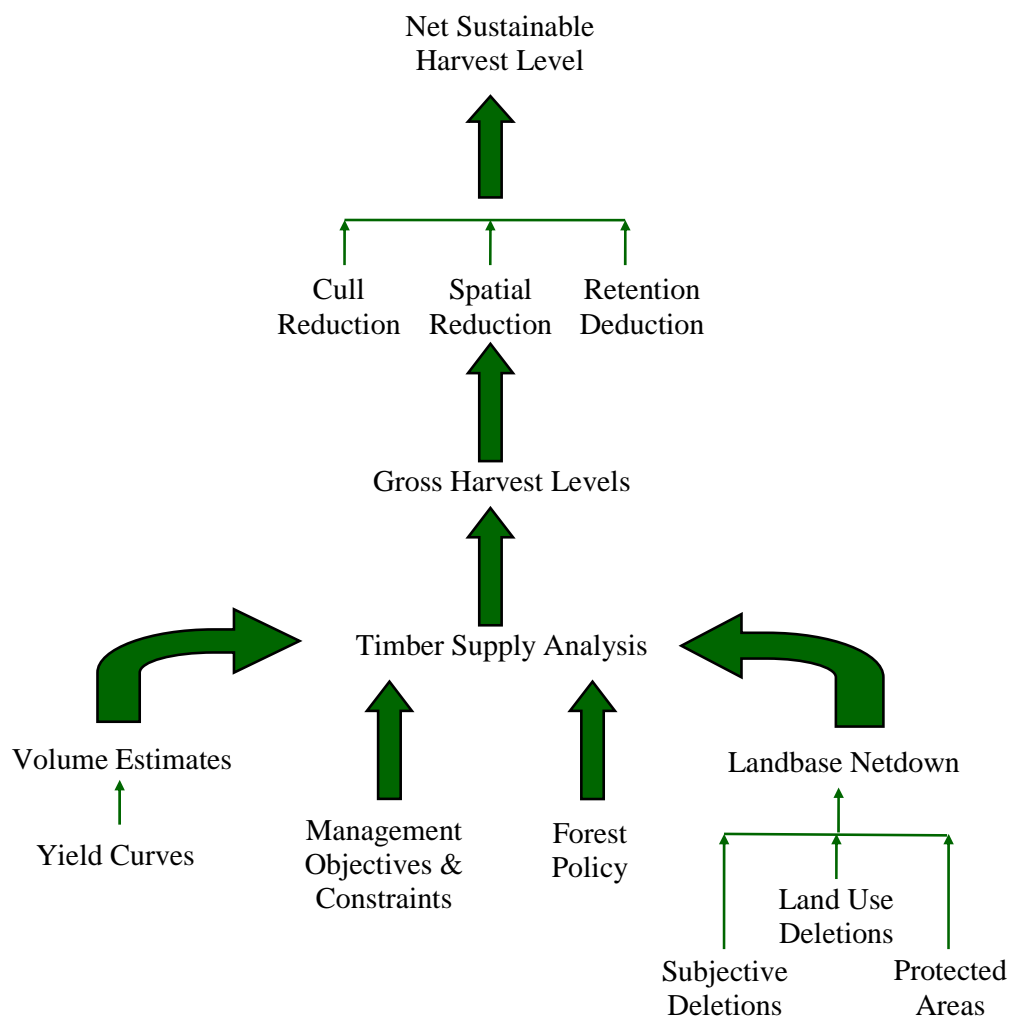 Net Sustainable
Harvest Level
Cull
Reduction
Spatial
Reduction
Retention
Deduction
Gross Harvest Levels
Timber Supply Analysis
Volume Estimates
Yield Curves
Management
Objectives &
Constraints
Forest
Policy
Landbase Netdown
Land Use
Deletions
Subjective
Deletions
Protected
Areas